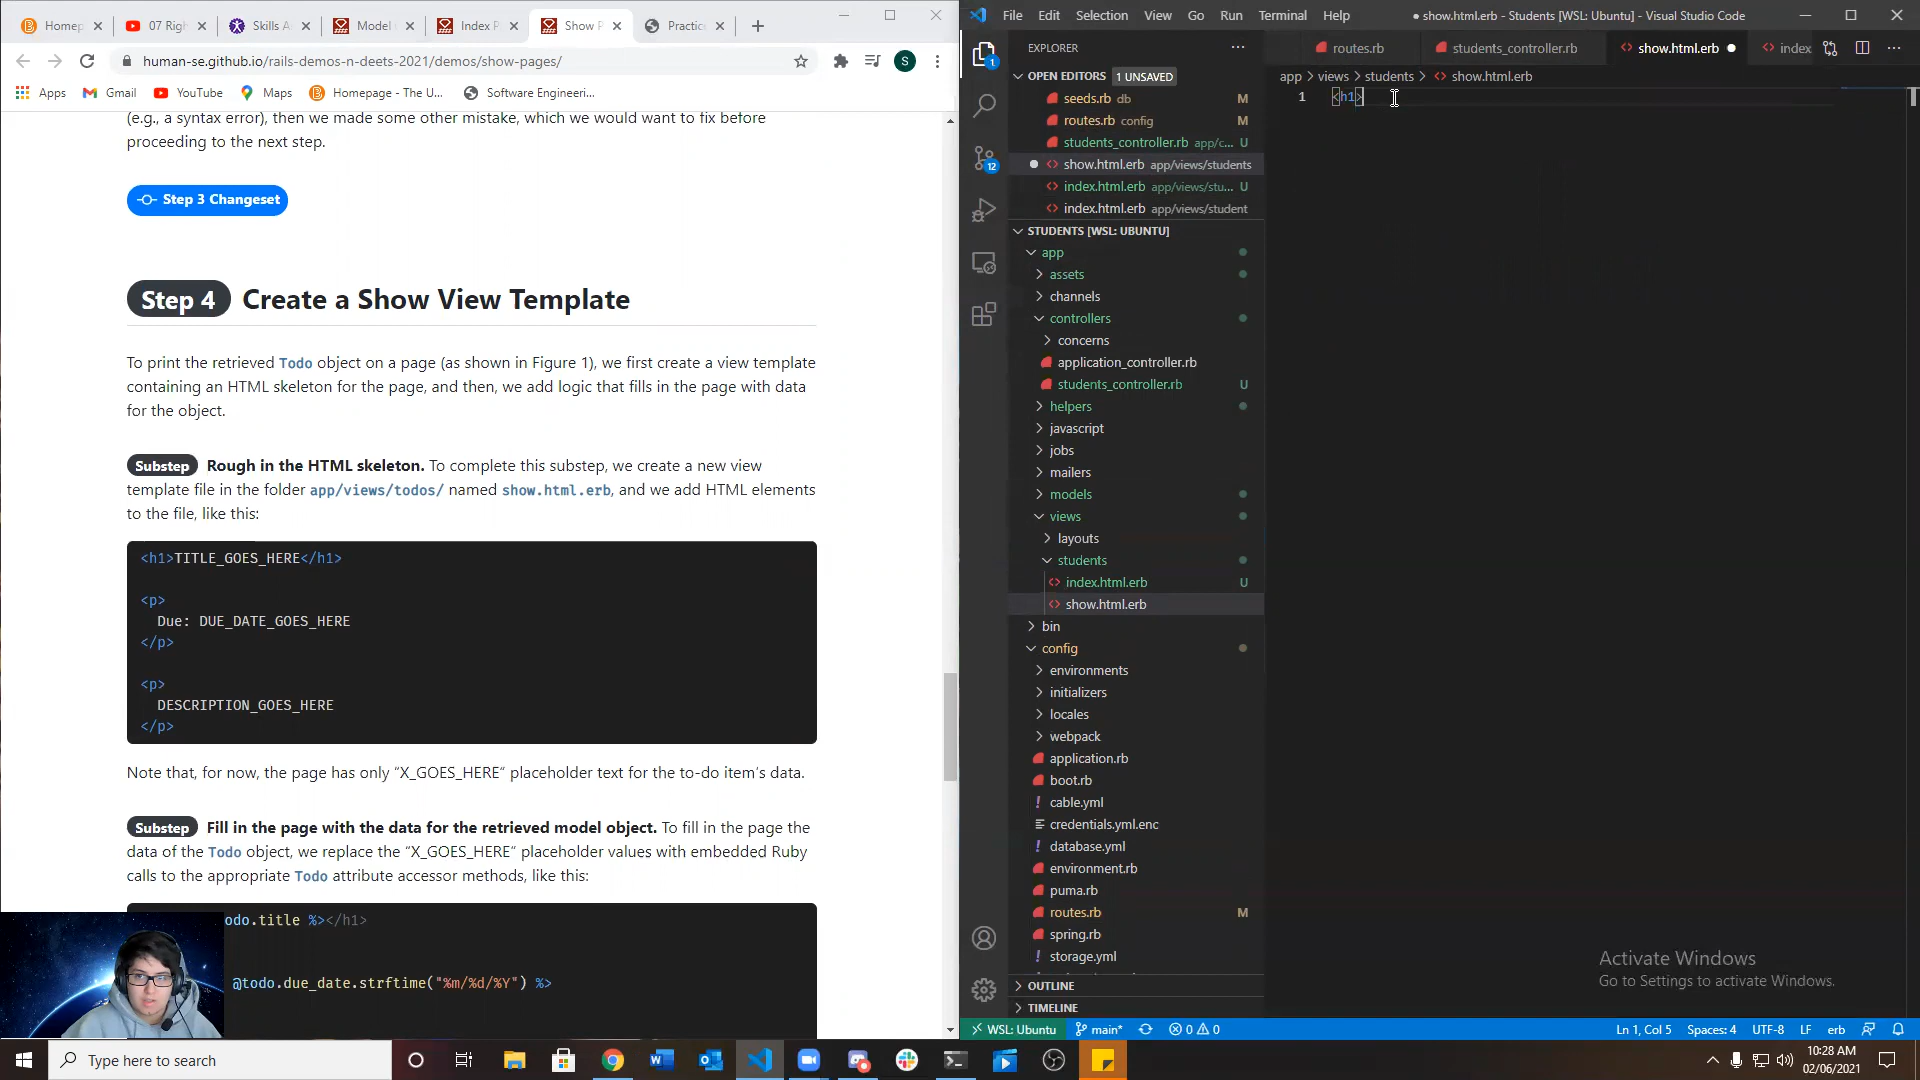 Homep
07 Righ
Skills A
Model
Index P
Show P
Practice
human-se.github.io/rails-demos-n-deets-2021/demos/show-pages/
S
Apps
Gmail
YouTube
Maps
Homepage - The U...
Software Engineeri...
(e.g., a syntax error), then we made some other mistake, which we would want to fix before
proceeding to the next step.
Step 3 Changeset
Step 4 Create a Show View Template
To print the retrieved Todo object on a page (as shown in Figure 1), we first create a view template
containing an HTML skeleton for the page, and then, we add logic that fills in the page with data
for the object.
Substep Rough in the HTML skeleton. To complete this substep, we create a new view
template file in the folder app/views/todos/ named show.html.erb, and we add HTML elements
to the file, like this:
<h1>TITLE_GOES_HERE</h1>
<p>
Due: DUE_DATE_GOES_HERE
</p>
<p>
DESCRIPTION_GOES_HERE
</p>
Note that, for now, the page has only “X_GOES_HERE” placeholder text for the to-do item’s data.
Substep Fill in the page with the data for the retrieved model object. To fill in the page the
data of the Todo object, we replace the “X_GOES_HERE” placeholder values with embedded Ruby
calls to the appropriate Todo attribute accessor methods, like this:
odo.title %></h1>
@todo.due_date.strftime("%m/%d/%Y") %>
File Edit Selection View Go Run Terminal Help
● show.html.erb - Students [WSL: Ubuntu] - Visual Studio Code
EXPLORER
OPEN EDITORS 1 UNSAVED
seeds.rb db M
routes.rb config M
students_controller.rb app/c... U
show.html.erb app/views/students
index.html.erb app/views/stu... U
index.html.erb app/views/student
STUDENTS [WSL: UBUNTU]
app
assets
channels
controllers
concerns
application_controller.rb
students_controller.rb U
helpers
javascript
jobs
mailers
models
views
layouts
students
index.html.erb U
show.html.erb
bin
config
environments
initializers
locales
webpack
application.rb
boot.rb
cable.yml
credentials.yml.enc
database.yml
environment.rb
puma.rb
routes.rb M
spring.rb
storage.yml
OUTLINE
TIMELINE
1
12
routes.rb
students_controller.rb
show.html.erb
index
app > views > students > show.html.erb
1 <h1>
Activate Windows
Go to Settings to activate Windows.
WSL: Ubuntu
main*
0 0
Ln 1, Col 5
Spaces: 4
UTF-8
LF
erb
Type here to search
10:28 AM
02/06/2021